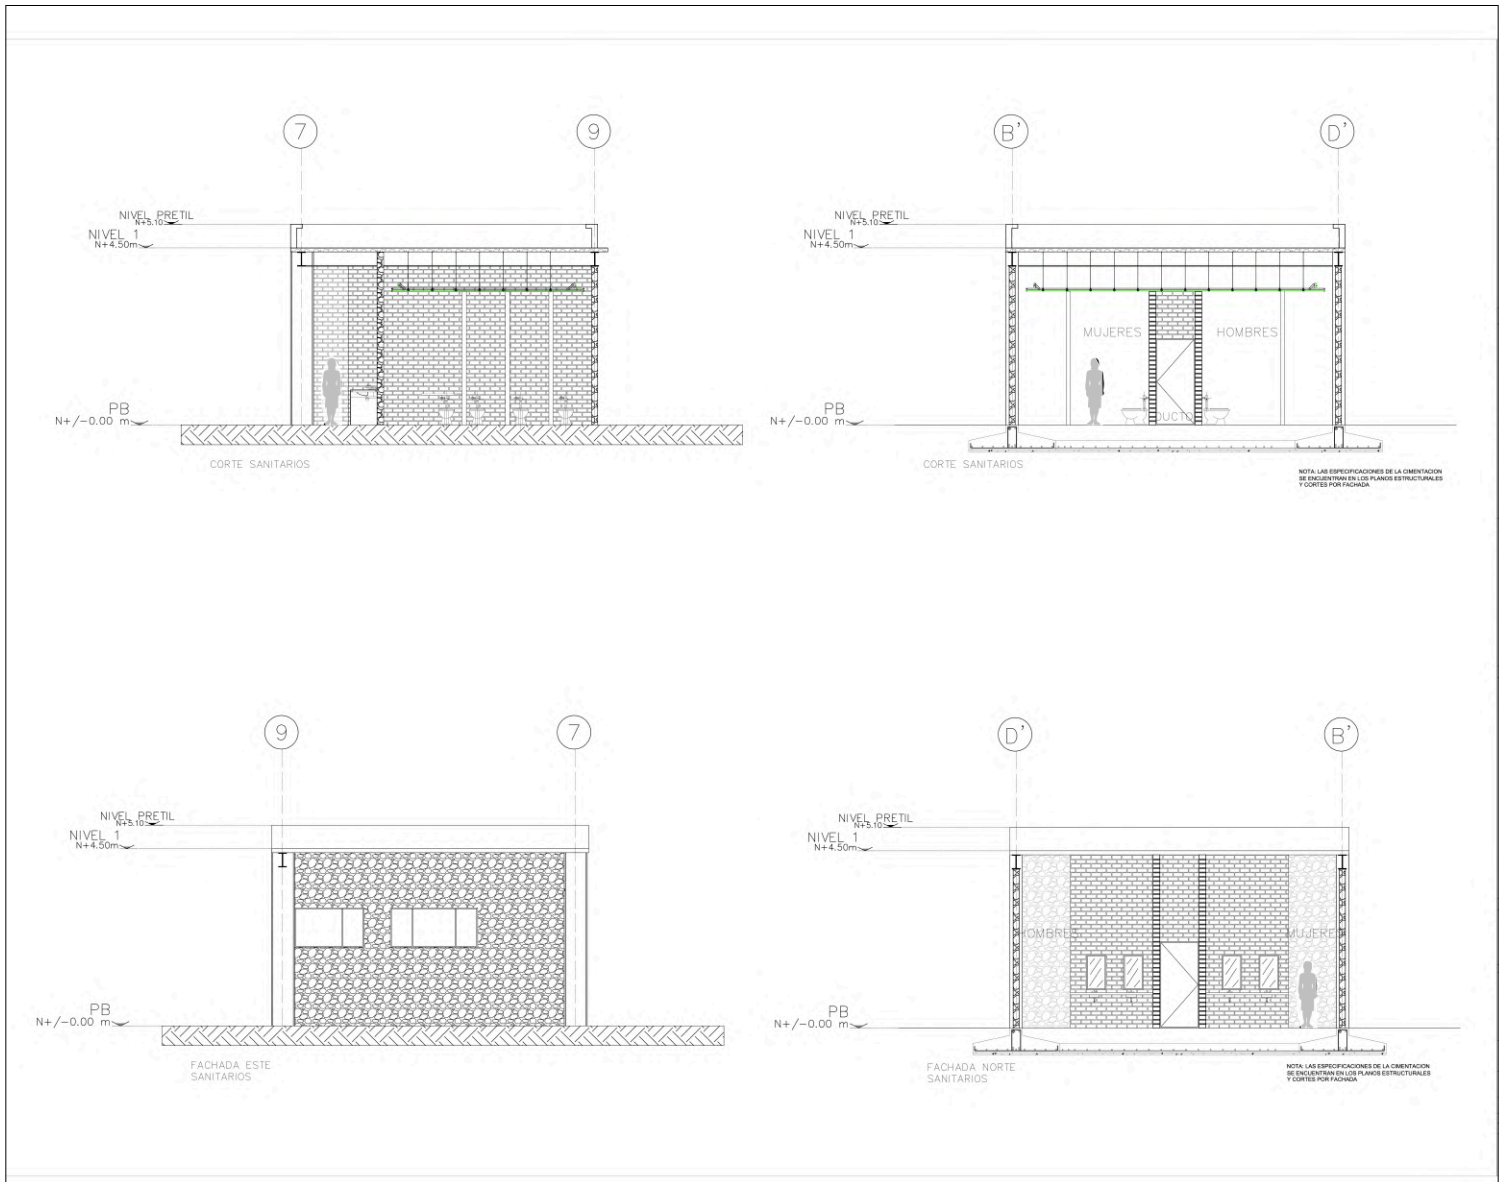 7
9
NIVEL PRETIL
N+5.10
NIVEL 1
N+4.50m
PB
N+/-0.00 m
CORTE SANITARIOS
B'
D'
NIVEL PRETIL
N+5.10
NIVEL 1
N+4.50m
MUJERES
HOMBRES
PB
N+/-0.00 m
DUCTO
CORTE SANITARIOS
NOTA: LAS ESPECIFICACIONES DE LA CIMENTACION
SE ENCUENTRAN EN LOS PLANOS ESTRUCTURALES
Y CORTES POR FACHADA
9
7
NIVEL PRETIL
N+5.10
NIVEL 1
N+4.50m
PB
N+/-0.00 m
FACHADA ESTE
SANITARIOS
D'
B'
NIVEL PRETIL
N+5.10
NIVEL 1
N+4.50m
HOMBRES
MUJERES
PB
N+/-0.00 m
FACHADA NORTE
SANITARIOS
NOTA: LAS ESPECIFICACIONES DE LA CIMENTACION
SE ENCUENTRAN EN LOS PLANOS ESTRUCTURALES
Y CORTES POR FACHADA